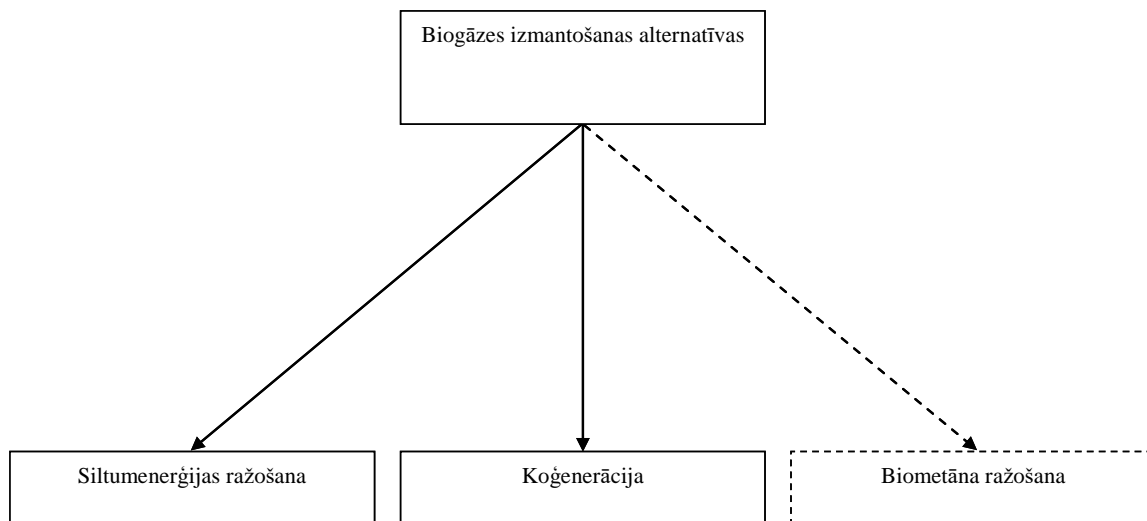 Biogāzes izmantošanas alternatīvas
Siltumenerģijas ražošana
Koģenerācija
Biometāna ražošana